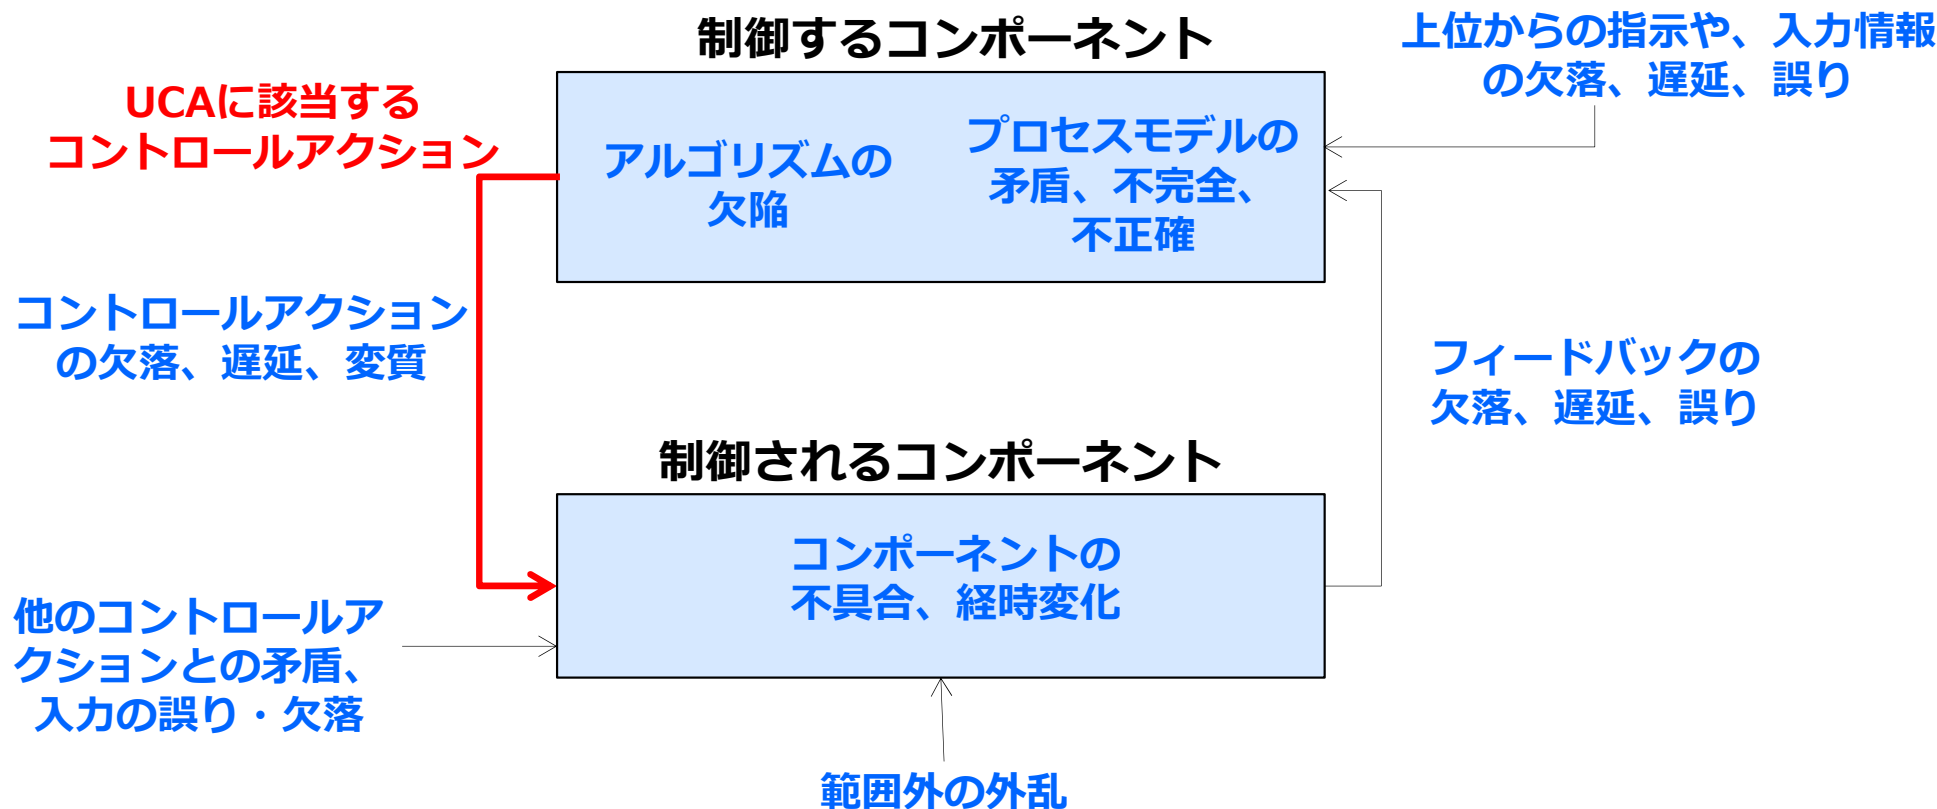 制御するコンポーネント
上位からの指示や、入力情報
の欠落、遅延、誤り
UCAに該当する
コントロールアクション
アルゴリズムの
欠陥
プロセスモデルの
矛盾、不完全、
不正確
コントロールアクション
の欠落、遅延、変質
フィードバックの
欠落、遅延、誤り
制御されるコンポーネント
コンポーネントの
不具合、経時変化
他のコントロールア
クションとの矛盾、
入力の誤り・欠落
範囲外の外乱